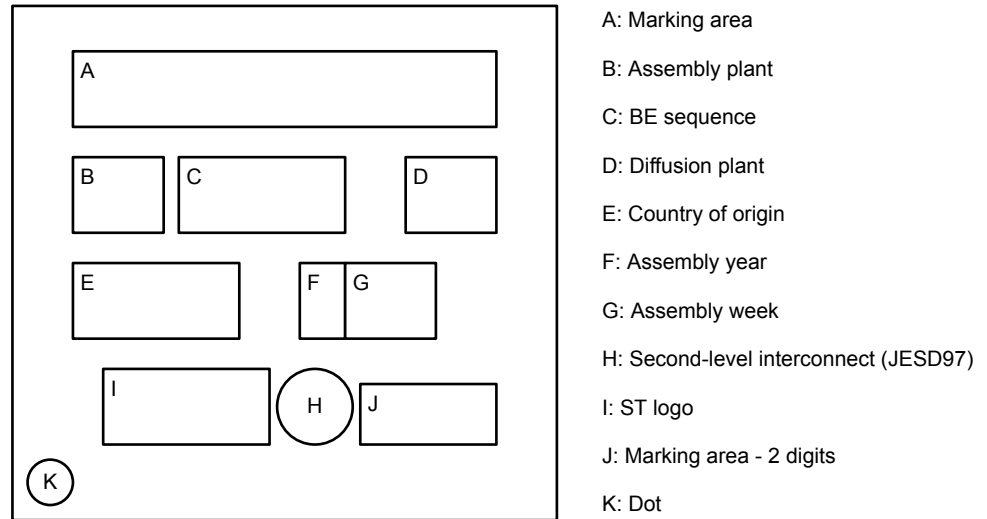 A
B C D
E F G
I H J
K
A: Marking area
B: Assembly plant
C: BE sequence
D: Diffusion plant
E: Country of origin
F: Assembly year
G: Assembly week
H: Second-level interconnect (JESD97)
I: ST logo
J: Marking area - 2 digits
K: Dot